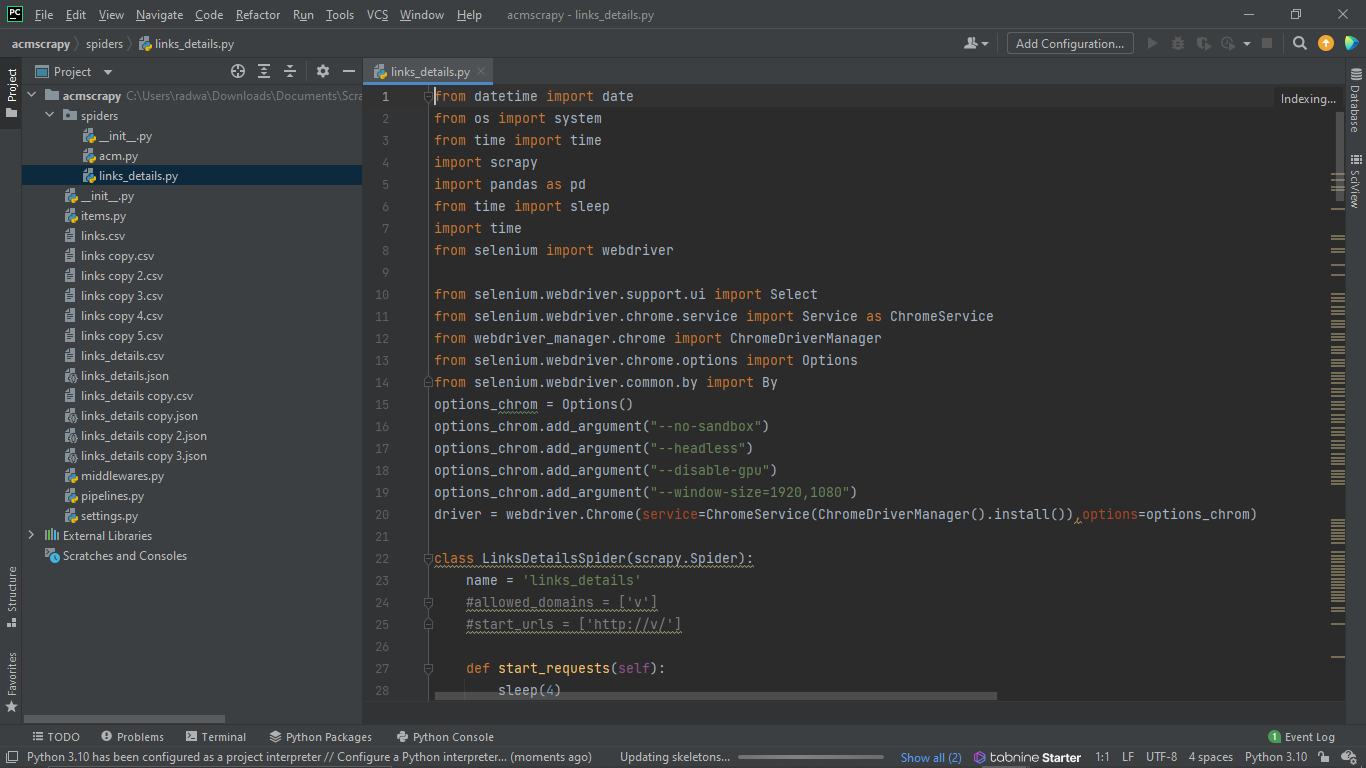 PC File Edit View Navigate Code Refactor Run Tools VCS Window Help acmscrapy - links_details.py
acmscrapy spiders links_details.py Add Configuration...
Project
Project
links_details.py
acmscrapy C:\Users\radwa\Downloads\Documents\Scra
spiders
__init__.py
acm.py
links_details.py
__init__.py
items.py
links.csv
links copy.csv
links copy 2.csv
links copy 3.csv
links copy 4.csv
links copy 5.csv
links_details.csv
links_details.json
links_details copy.csv
links_details copy.json
links_details copy 2.json
links_details copy 3.json
middlewares.py
pipelines.py
settings.py
External Libraries
Scratches and Consoles
Structure
Favorites
1 from datetime import date
2 from os import system
3 from time import time
4 import scrapy
5 import pandas as pd
6 from time import sleep
7 import time
8 from selenium import webdriver
9
10 from selenium.webdriver.support.ui import Select
11 from selenium.webdriver.chrome.service import Service as ChromeService
12 from webdriver_manager.chrome import ChromeDriverManager
13 from selenium.webdriver.chrome.options import Options
14 from selenium.webdriver.common.by import By
15 options_chrom = Options()
16 options_chrom.add_argument("--no-sandbox")
17 options_chrom.add_argument("--headless")
18 options_chrom.add_argument("--disable-gpu")
19 options_chrom.add_argument("--window-size=1920,1080")
20 driver = webdriver.Chrome(service=ChromeService(ChromeDriverManager().install()),options=options_chrom)
21
22 class LinksDetailsSpider(scrapy.Spider):
23 name = 'links_details'
24 #allowed_domains = ['v']
25 #start_urls = ['http://v/']
26
27 def start_requests(self):
28 sleep(4)
Indexing...
Database
SciView
TODO Problems Terminal Python Packages Python Console 1 Event Log
Python 3.10 has been configured as a project interpreter // Configure a Python interpreter... (moments ago) Updating skeletons... Show all (2) tabnine Starter 1:1 LF UTF-8 4 spaces Python 3.10